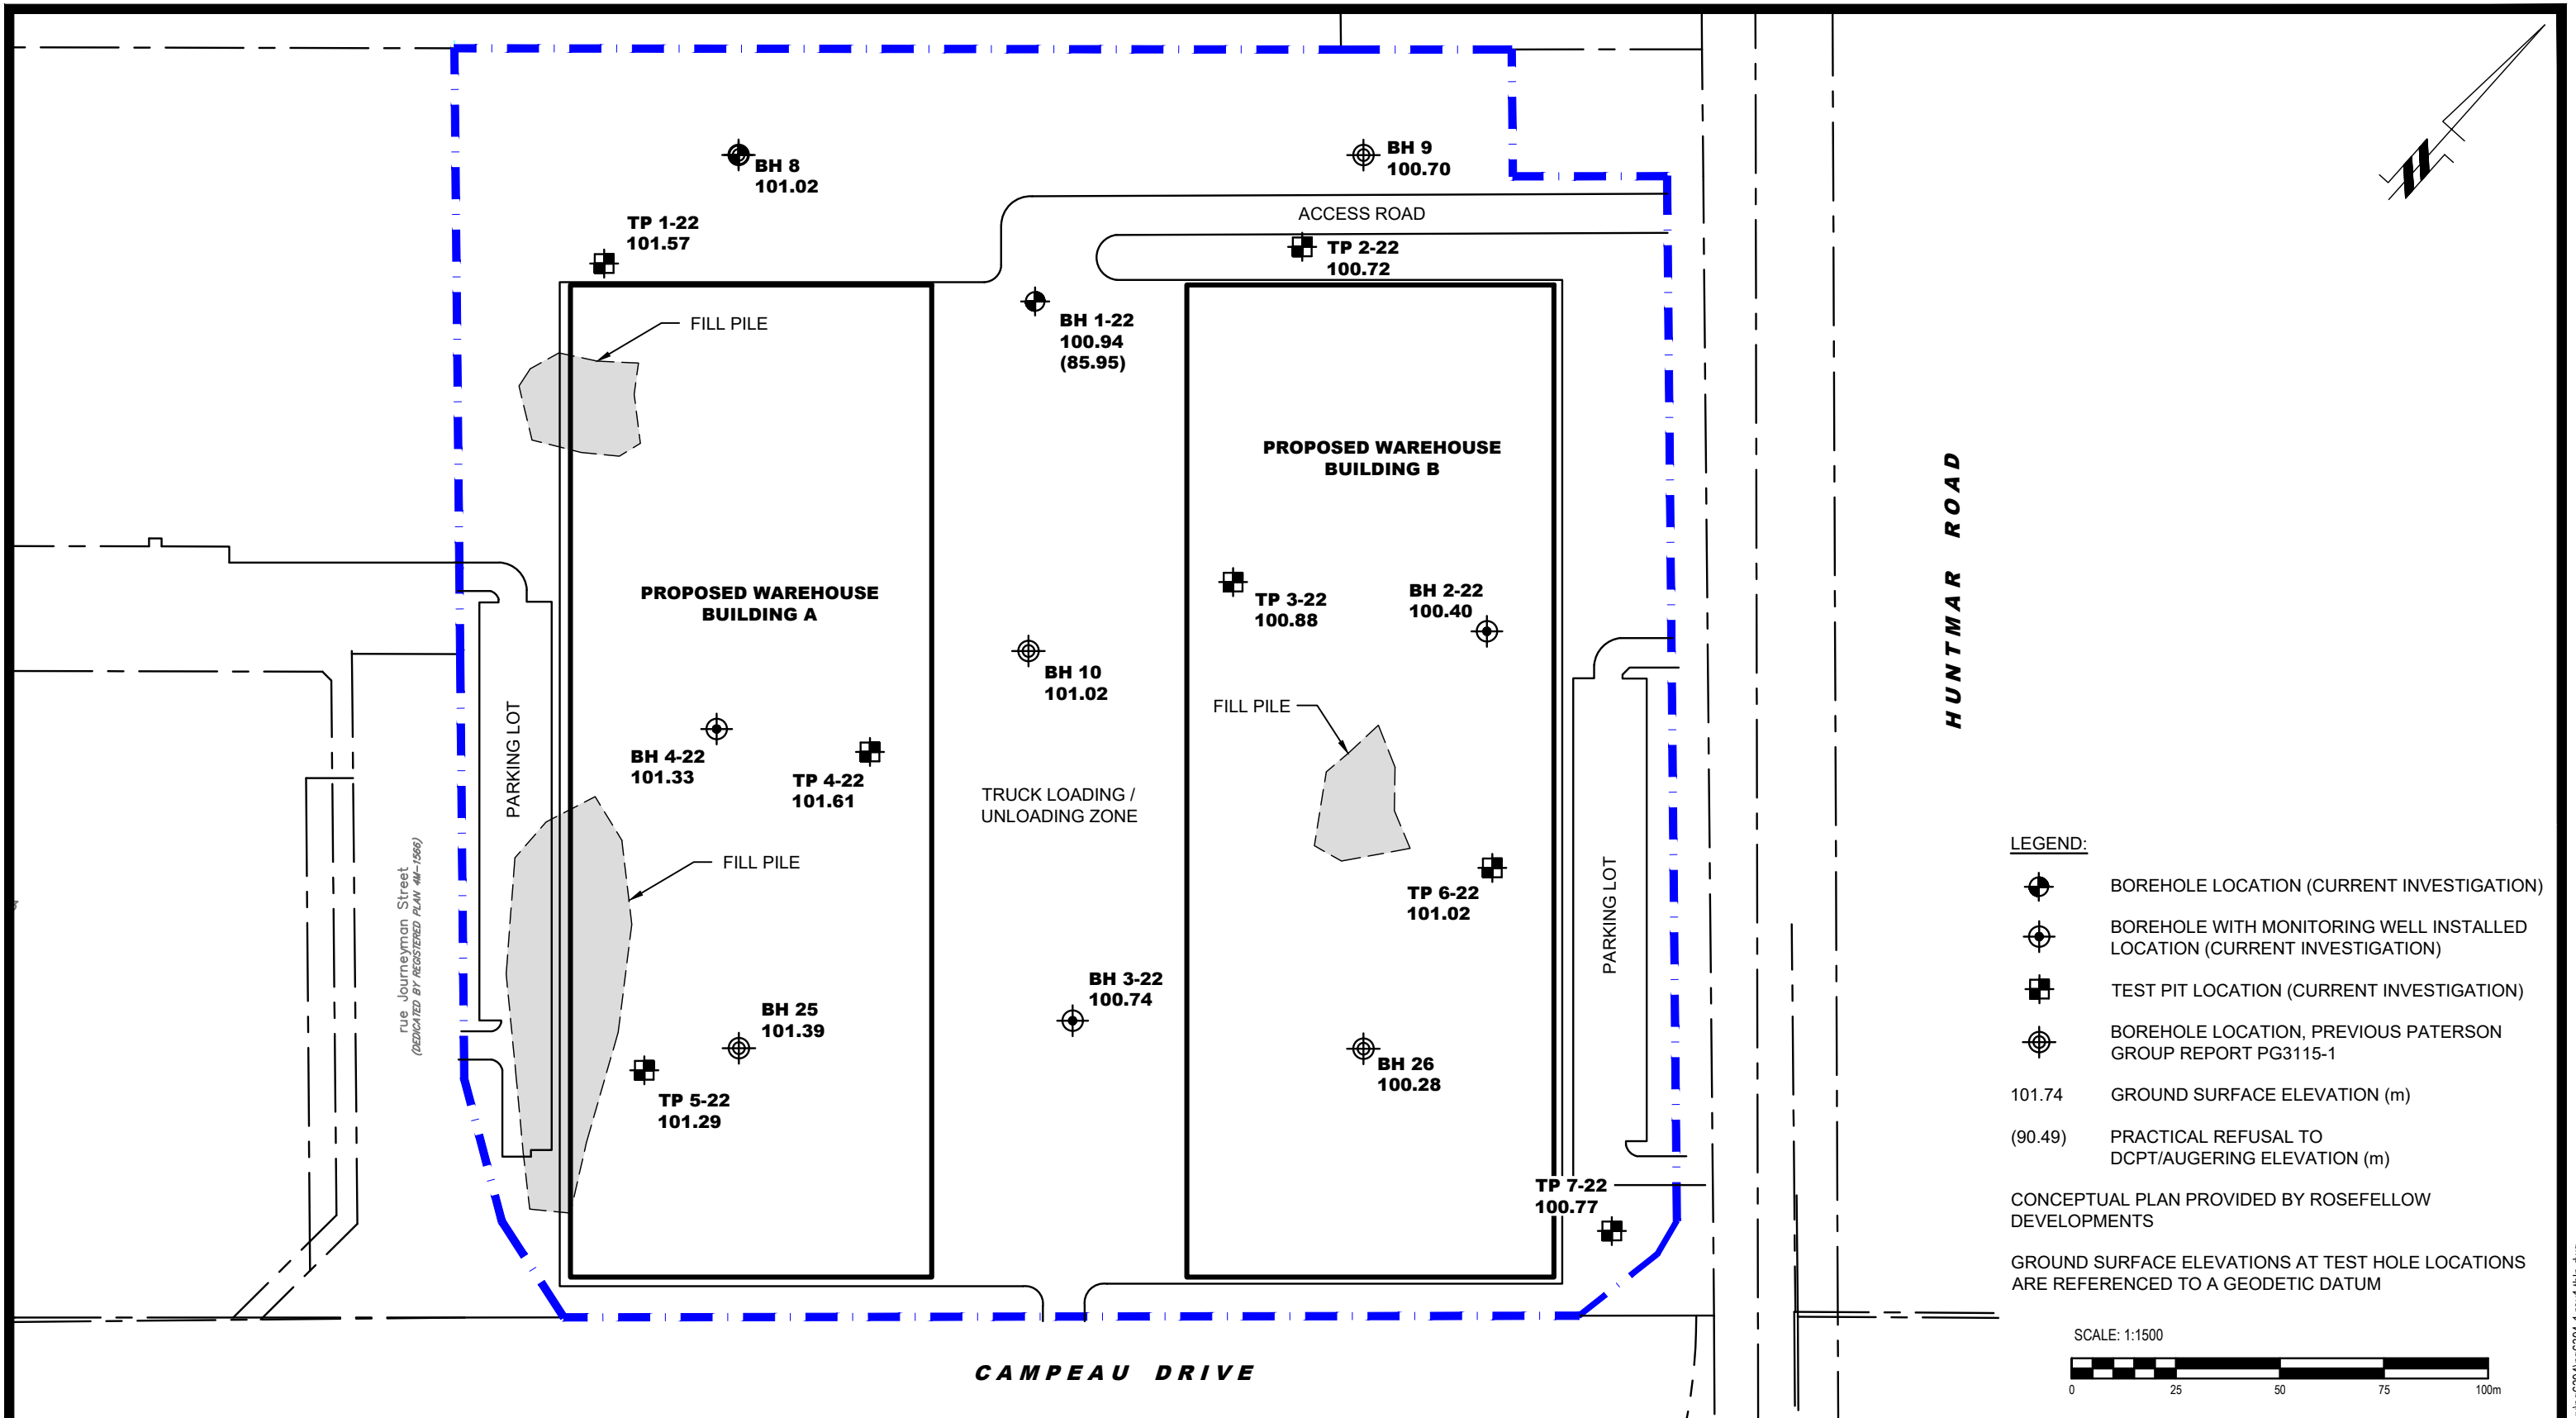 BH 8
101.02
BH 9
100.70
ACCESS ROAD
TP 1-22
101.57
TP 2-22
100.72
FILL PILE
BH 1-22
100.94
(85.95)
PROPOSED WAREHOUSE
BUILDING B
PROPOSED WAREHOUSE
BUILDING A
TP 3-22
100.88
BH 2-22
100.40
HUNTMAR ROAD
BH 10
101.02
FILL PILE
PARKING LOT
BH 4-22
101.33
TP 4-22
101.61
TRUCK LOADING /
UNLOADING ZONE
FILL PILE
TP 6-22
101.02
PARKING LOT
rue Journeyman Street
(DEDICATED BY REGISTERED PLAN 4M-1566)
BH 3-22
100.74
BH 25
101.39
BH 26
100.28
TP 5-22
101.29
TP 7-22
100.77
CAMPEAU DRIVE
LEGEND:
BOREHOLE LOCATION (CURRENT INVESTIGATION)
BOREHOLE WITH MONITORING WELL INSTALLED
LOCATION (CURRENT INVESTIGATION)
TEST PIT LOCATION (CURRENT INVESTIGATION)
BOREHOLE LOCATION, PREVIOUS PATERSON
GROUP REPORT PG3115-1
101.74 GROUND SURFACE ELEVATION (m)
(90.49) PRACTICAL REFUSAL TO
DCPT/AUGERING ELEVATION (m)
CONCEPTUAL PLAN PROVIDED BY ROSEFELLOW
DEVELOPMENTS
GROUND SURFACE ELEVATIONS AT TEST HOLE LOCATIONS
ARE REFERENCED TO A GEODETIC DATUM
SCALE: 1:1500
0 25 50 75 100m